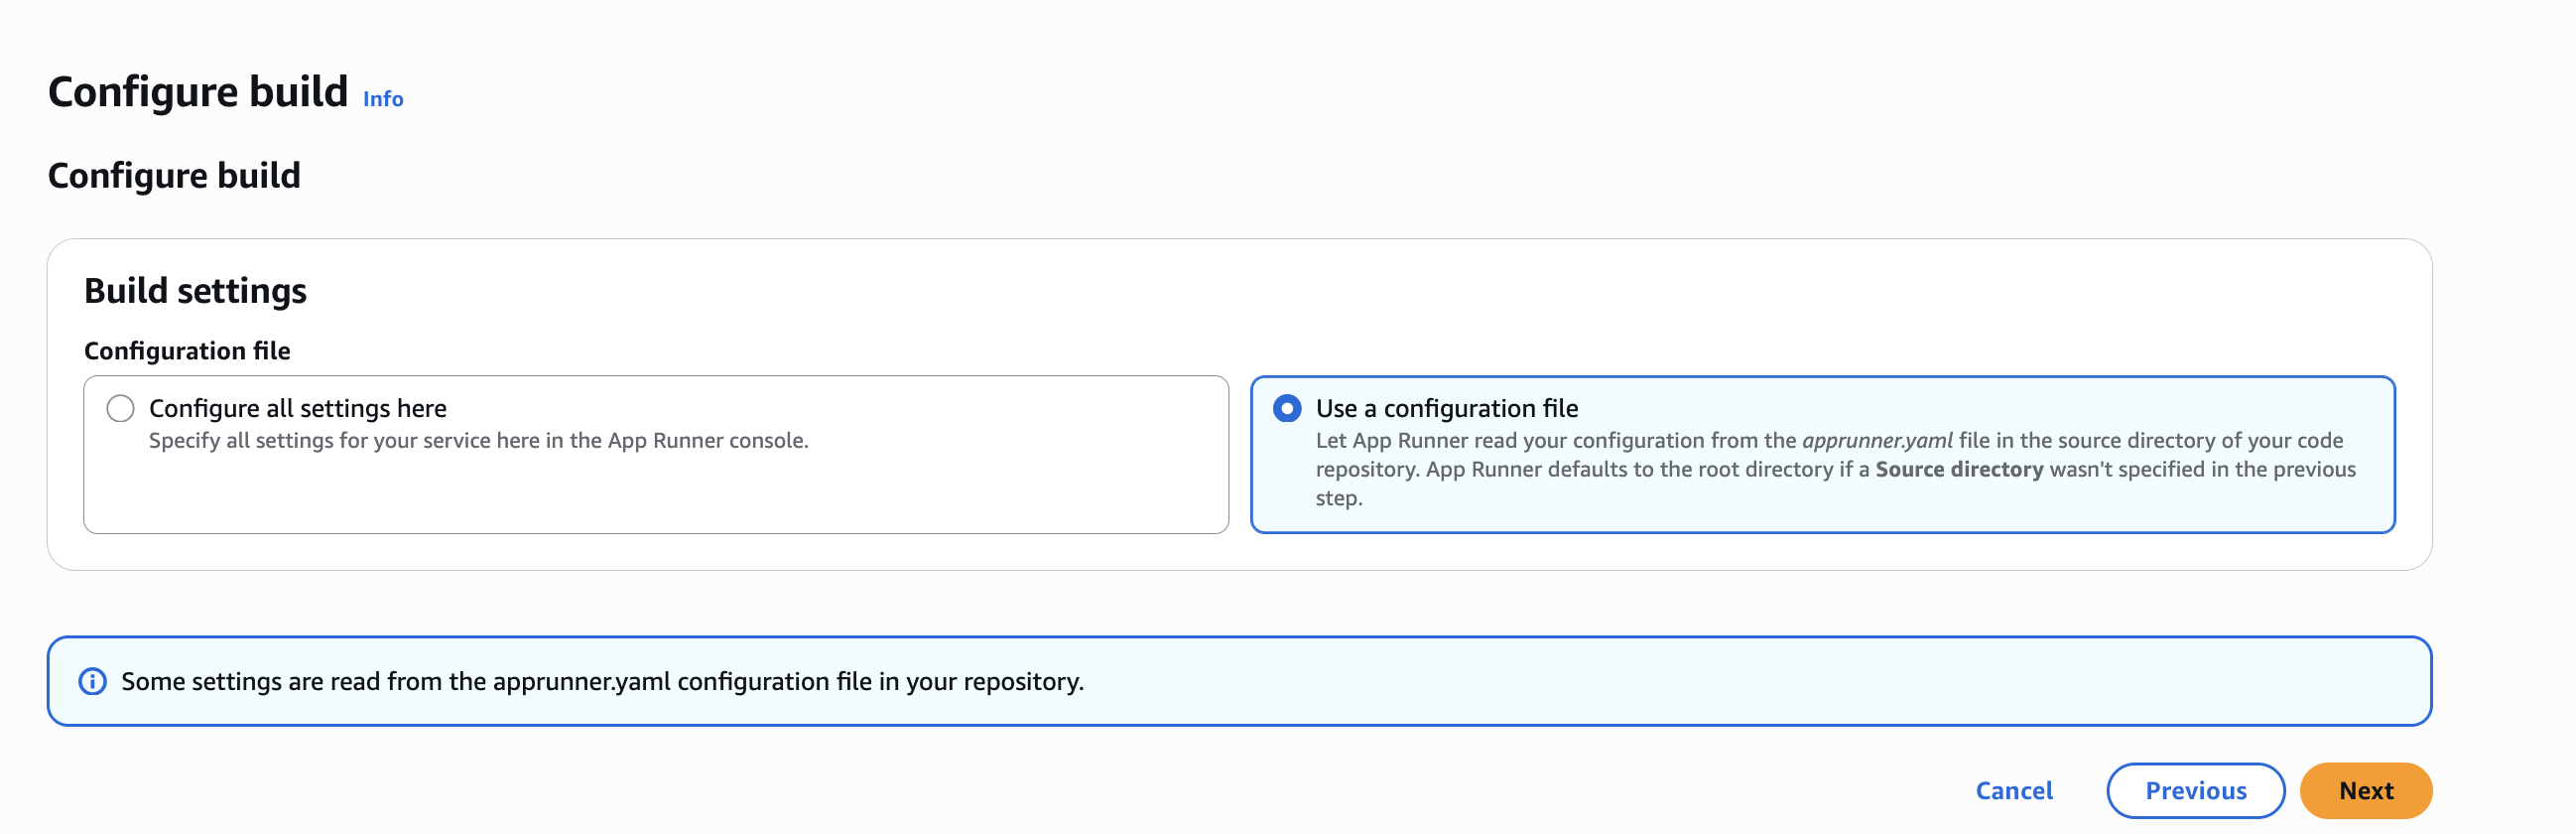 Configure build Info
Configure build
Build settings
Configuration file
Configure all settings here
Specify all settings for your service here in the App Runner console.
Use a configuration file
Let App Runner read your configuration from the apprunner.yaml file in the source directory of your code
repository. App Runner defaults to the root directory if a Source directory wasn't specified in the previous
step.
Some settings are read from the apprunner.yaml configuration file in your repository.
Cancel Previous Next